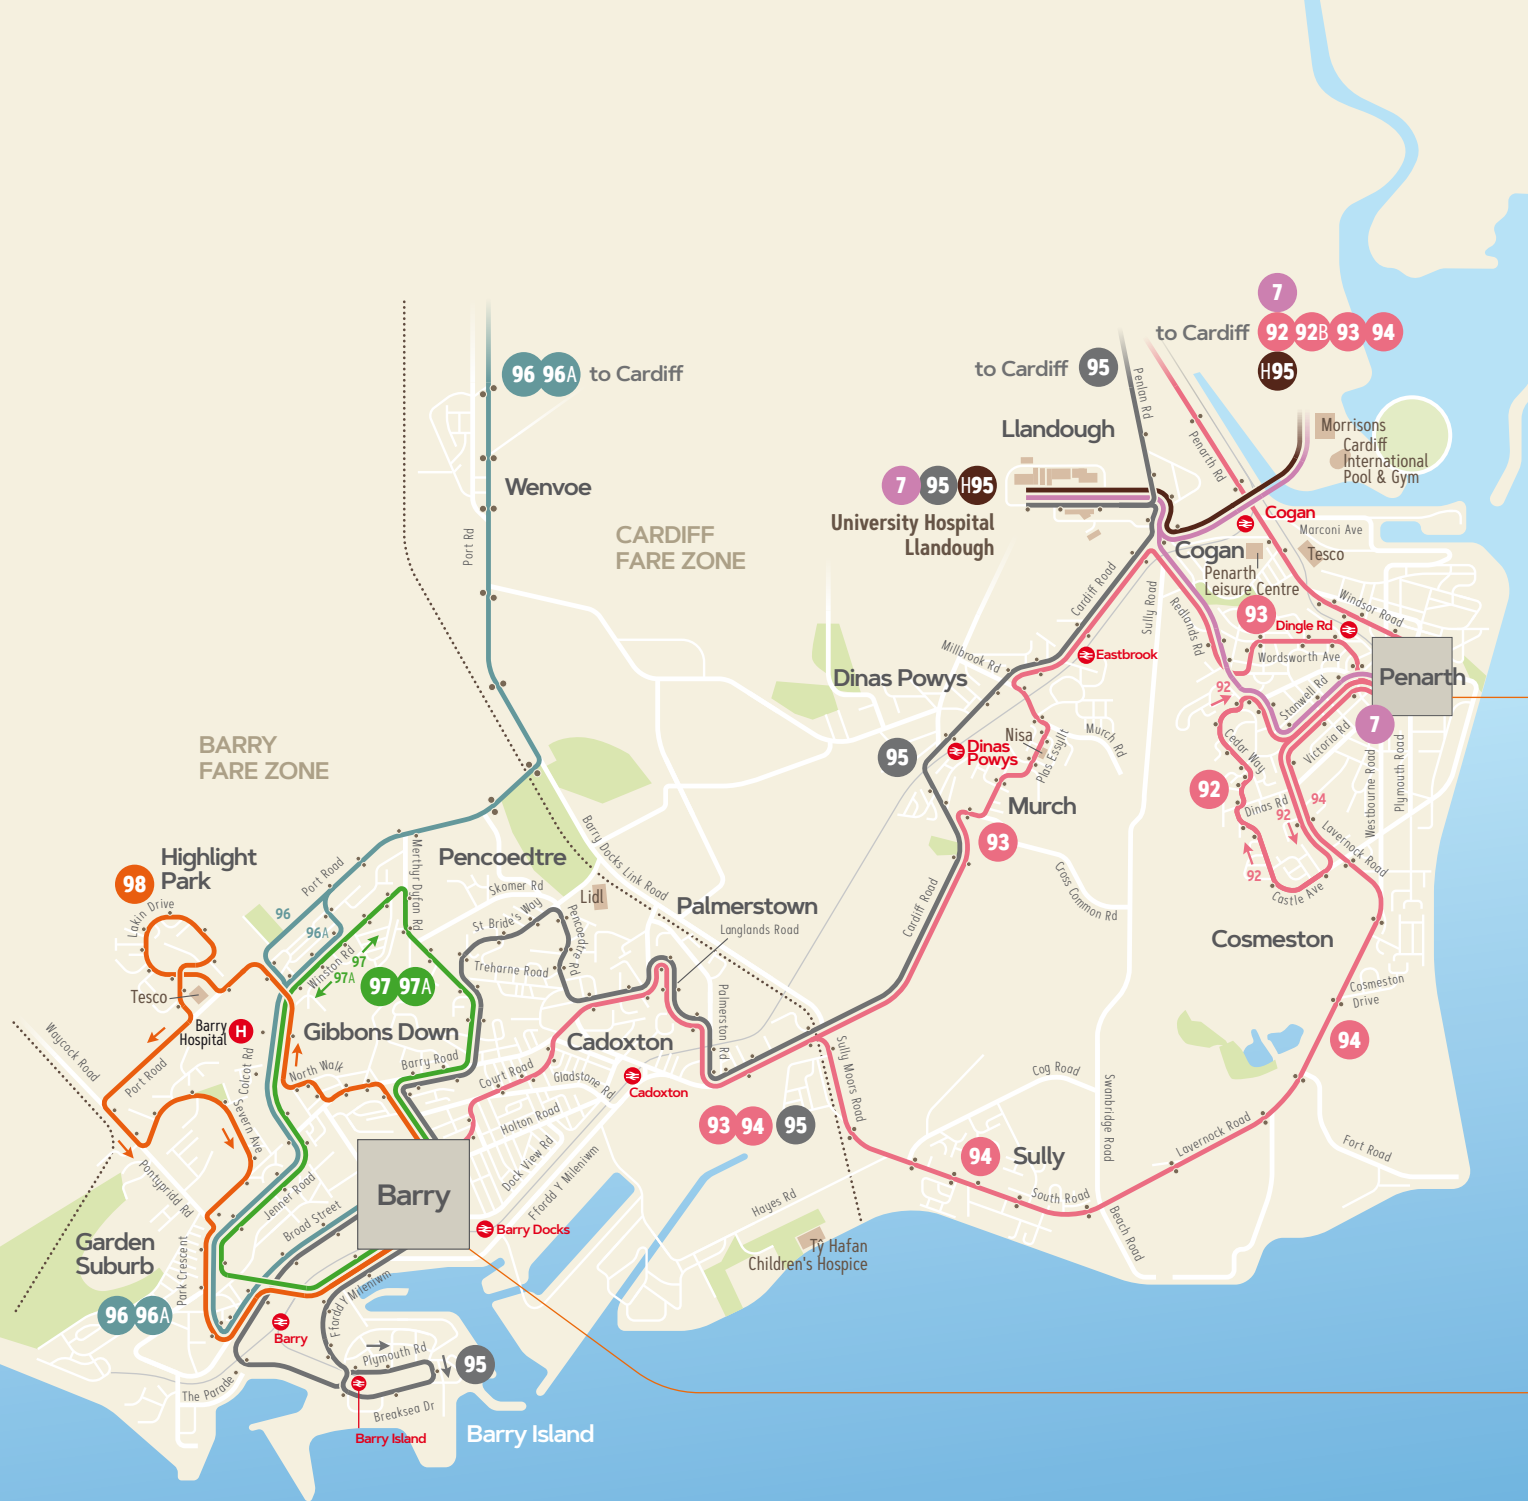 7
to Cardiff
92
92B
93
94
H95
to Cardiff
95
96
96A
to Cardiff
Penlan Rd
Penarth Rd
Llandough
Morrisons
Cardiff
International
Pool & Gym
7
95
H95
University Hospital
Llandough
Wenvoe
Port Rd
CARDIFF
FARE ZONE
Cogan
Marconi Ave
Cogan
Tesco
Penarth
Leisure Centre
Cardiff Road
Sully Road
Redlands Rd
93
Windsor Road
Dingle Rd
Wordsworth Ave
Millbrook Rd
Eastbrook
Dinas Powys
Penarth
92
Stanwell Rd
7
BARRY
FARE ZONE
95
Dinas
Powys
Nisa
Plas Essyllt
Murch Rd
Cedar Way
Victoria Rd
Westbourne Road
Plymouth Road
92
94
Dinas Rd
92
Murch
93
Lavernock Road
92
Castle Ave
Highlight
Park
98
Port Road
Merthyr Dyfan Rd
Pencoedtre
Barry Docks Link Road
Skomer Rd
Lidl
Cross Common Rd
Lakin Drive
96
96A
St Bride's Way
Pencoedtre Rd
Palmerstown
Langlands Road
Cardiff Road
Cosmeston
Winston Rd
97
97A
97
97A
Treharne Road
Cosmeston
Drive
Tesco
Barry
Hospital
H
Gibbons Down
Palmerston Rd
Cadoxton
94
Waycock Road
Port Road
Colcot Rd
North Walk
Barry Road
Court Road
Gladstone Rd
Cadoxton
Sully Moors Road
Cog Road
Swanbridge Road
Severn Ave
Holton Road
93
94
95
Lavernock Road
Fort Road
Pontypridd Rd
Dock View Rd
Ffordd Y Mileniwm
94
Sully
South Road
Jenner Road
Barry
Broad Street
Hayes Rd
Beach Road
Barry Docks
Garden
Suburb
Park Crescent
Tŷ Hafan
Children's Hospice
96
96A
Ffordd Y Mileniwm
Barry
Plymouth Rd
95
The Parade
Breaksea Dr
Barry Island
Barry Island